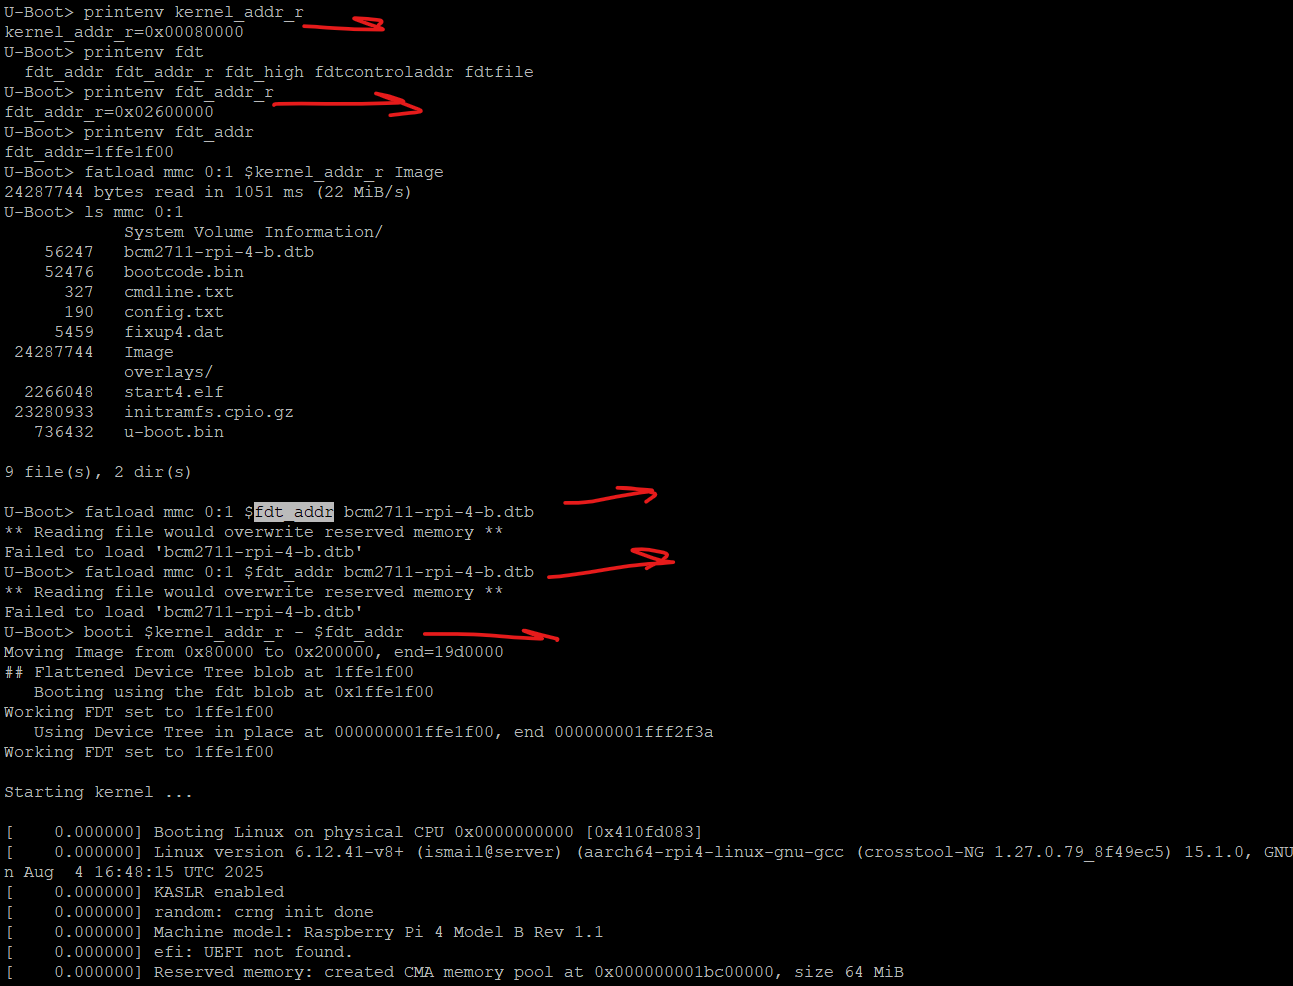 U-Boot> printenv kernel_addr_r
kernel_addr_r=0x00080000
U-Boot> printenv fdt
  fdt_addr fdt_addr_r fdt_high fdtcontroladdr fdtfile
U-Boot> printenv fdt_addr_r
fdt_addr_r=0x02600000
U-Boot> printenv fdt_addr
fdt_addr=1ffe1f00
U-Boot> fatload mmc 0:1 $kernel_addr_r Image
24287744 bytes read in 1051 ms (22 MiB/s)
U-Boot> ls mmc 0:1
            System Volume Information/
    56247   bcm2711-rpi-4-b.dtb
    52476   bootcode.bin
      327   cmdline.txt
      190   config.txt
     5459   fixup4.dat
 24287744   Image
            overlays/
  2266048   start4.elf
 23280933   initramfs.cpio.gz
   736432   u-boot.bin
9 file(s), 2 dir(s)
U-Boot> fatload mmc 0:1 $fdt_addr bcm2711-rpi-4-b.dtb
** Reading file would overwrite reserved memory **
Failed to load 'bcm2711-rpi-4-b.dtb'
U-Boot> fatload mmc 0:1 $fdt_addr bcm2711-rpi-4-b.dtb
** Reading file would overwrite reserved memory **
Failed to load 'bcm2711-rpi-4-b.dtb'
U-Boot> booti $kernel_addr_r - $fdt_addr
Moving Image from 0x80000 to 0x200000, end=19d0000
## Flattened Device Tree blob at 1ffe1f00
   Booting using the fdt blob at 0x1ffe1f00
Working FDT set to 1ffe1f00
   Using Device Tree in place at 000000001ffe1f00, end 000000001fff2f3a
Working FDT set to 1ffe1f00
Starting kernel ...
[    0.000000] Booting Linux on physical CPU 0x0000000000 [0x410fd083]
[    0.000000] Linux version 6.12.41-v8+ (ismail@server) (aarch64-rpi4-linux-gnu-gcc (crosstool-NG 1.27.0.79_8f49ec5) 15.1.0, GNU
n Aug  4 16:48:15 UTC 2025
[    0.000000] KASLR enabled
[    0.000000] random: crng init done
[    0.000000] Machine model: Raspberry Pi 4 Model B Rev 1.1
[    0.000000] efi: UEFI not found.
[    0.000000] Reserved memory: created CMA memory pool at 0x000000001bc00000, size 64 MiB